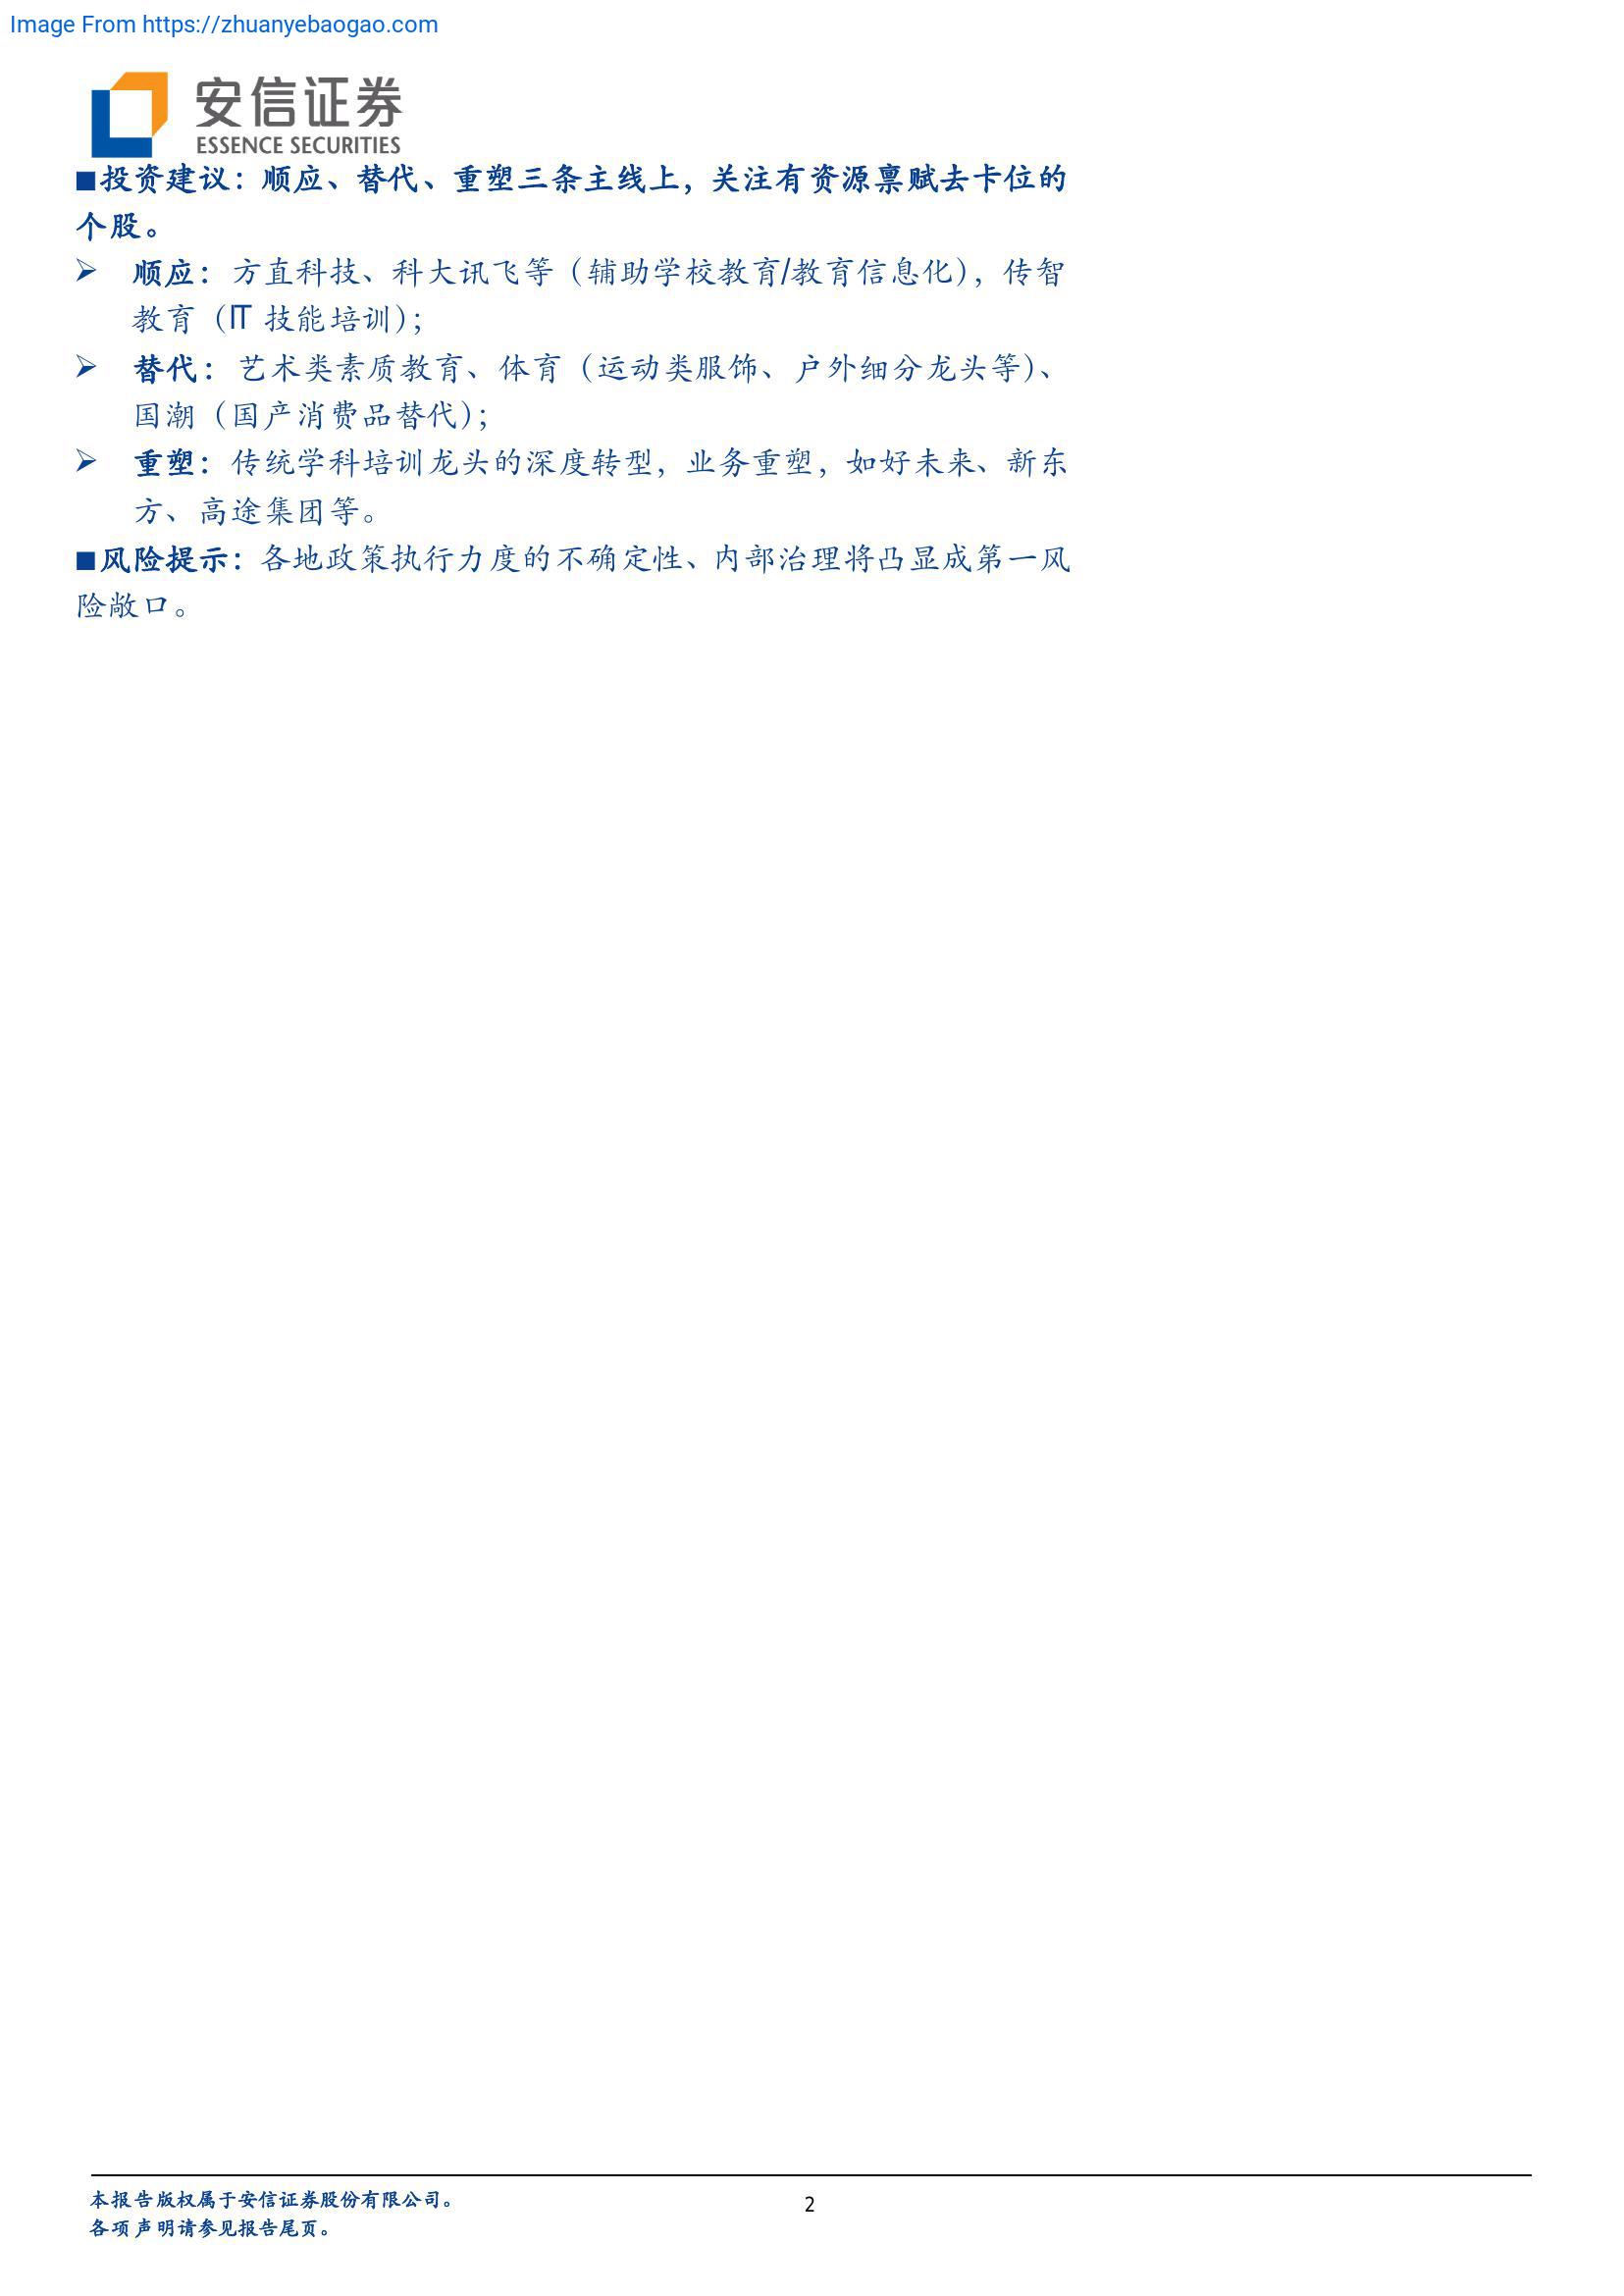 Image From https://zhuanyebaogao.com
安信证券
ESSENCE SECURITIES
■投资建议：顺应、替代、重塑三条主线上，关注有资源禀赋去卡位的
个股。
➢ 顺应：方直科技、科大讯飞等（辅助学校教育/教育信息化），传智
教育（IT 技能培训）；
➢ 替代：艺术类素质教育、体育（运动类服饰、户外细分龙头等）、
国潮（国产消费品替代）；
➢ 重塑：传统学科培训龙头的深度转型，业务重塑，如好未来、新东
方、高途集团等。
■风险提示：各地政策执行力度的不确定性、内部治理将凸显成第一风
险敞口。
本报告版权属于安信证券股份有限公司。
2
各项声明请参见报告尾页。